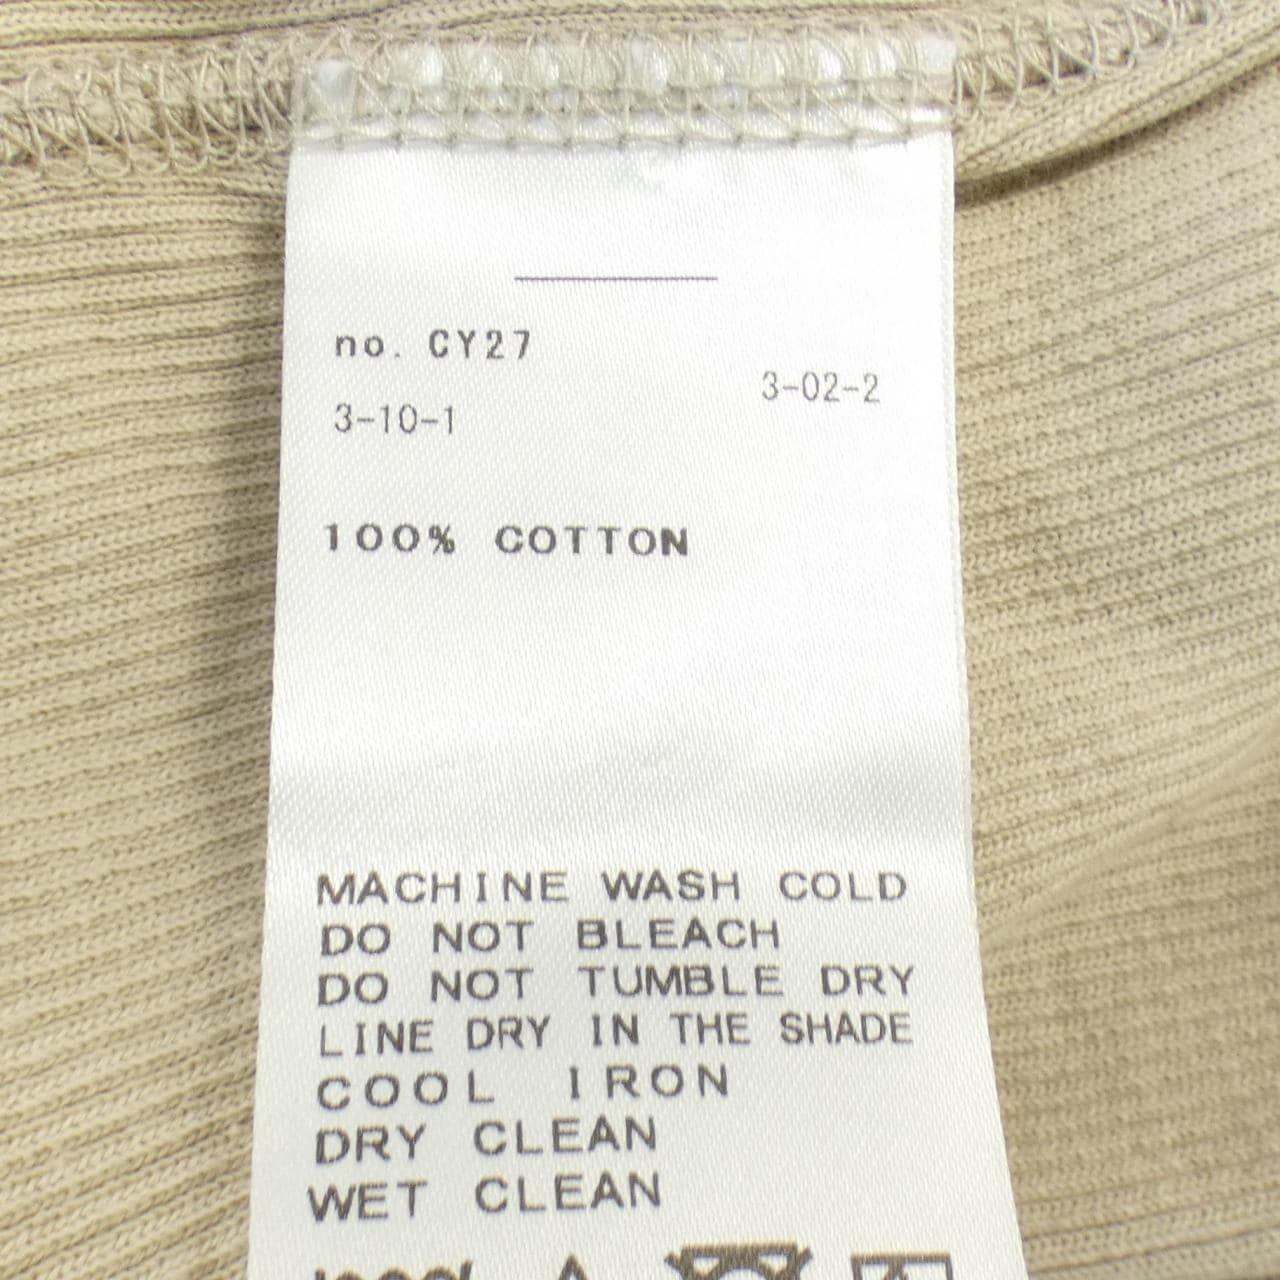 no. CY27
3-02-2
3-10-1
100% COTTON
MACHINE WASH COLD
DO NOT BLEACH
DO NOT TUMBLE DRY
LINE DRY IN THE SHADE
COOL IRON
DRY CLEAN
WET CLEAN